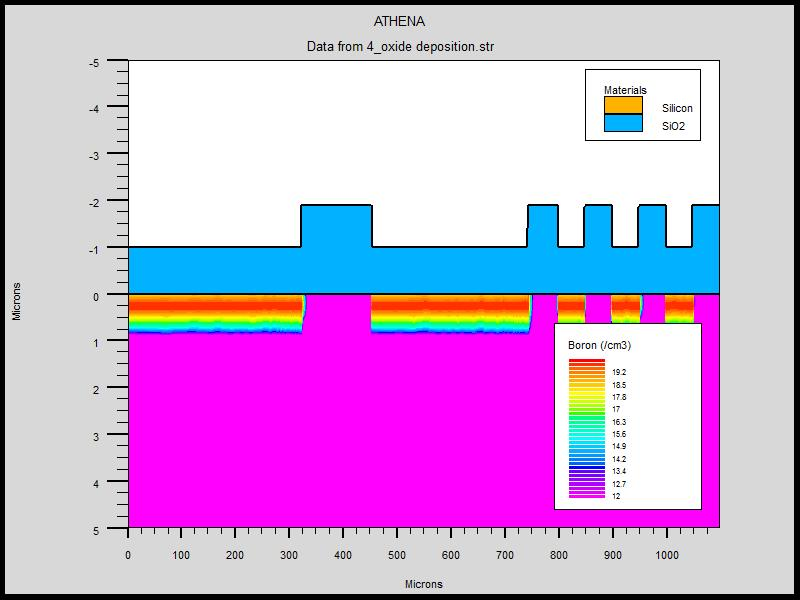 ATHENA
Data from 4_oxide deposition.str
Materials
Silicon
SiO2
-5
-4
-3
-2
-1
0
1
2
3
4
5
Microns
Boron (/cm3)
19.2
18.5
17.8
17
16.3
15.6
14.9
14.2
13.4
12.7
12
0 100 200 300 400 500 600 700 800 900 1000
Microns